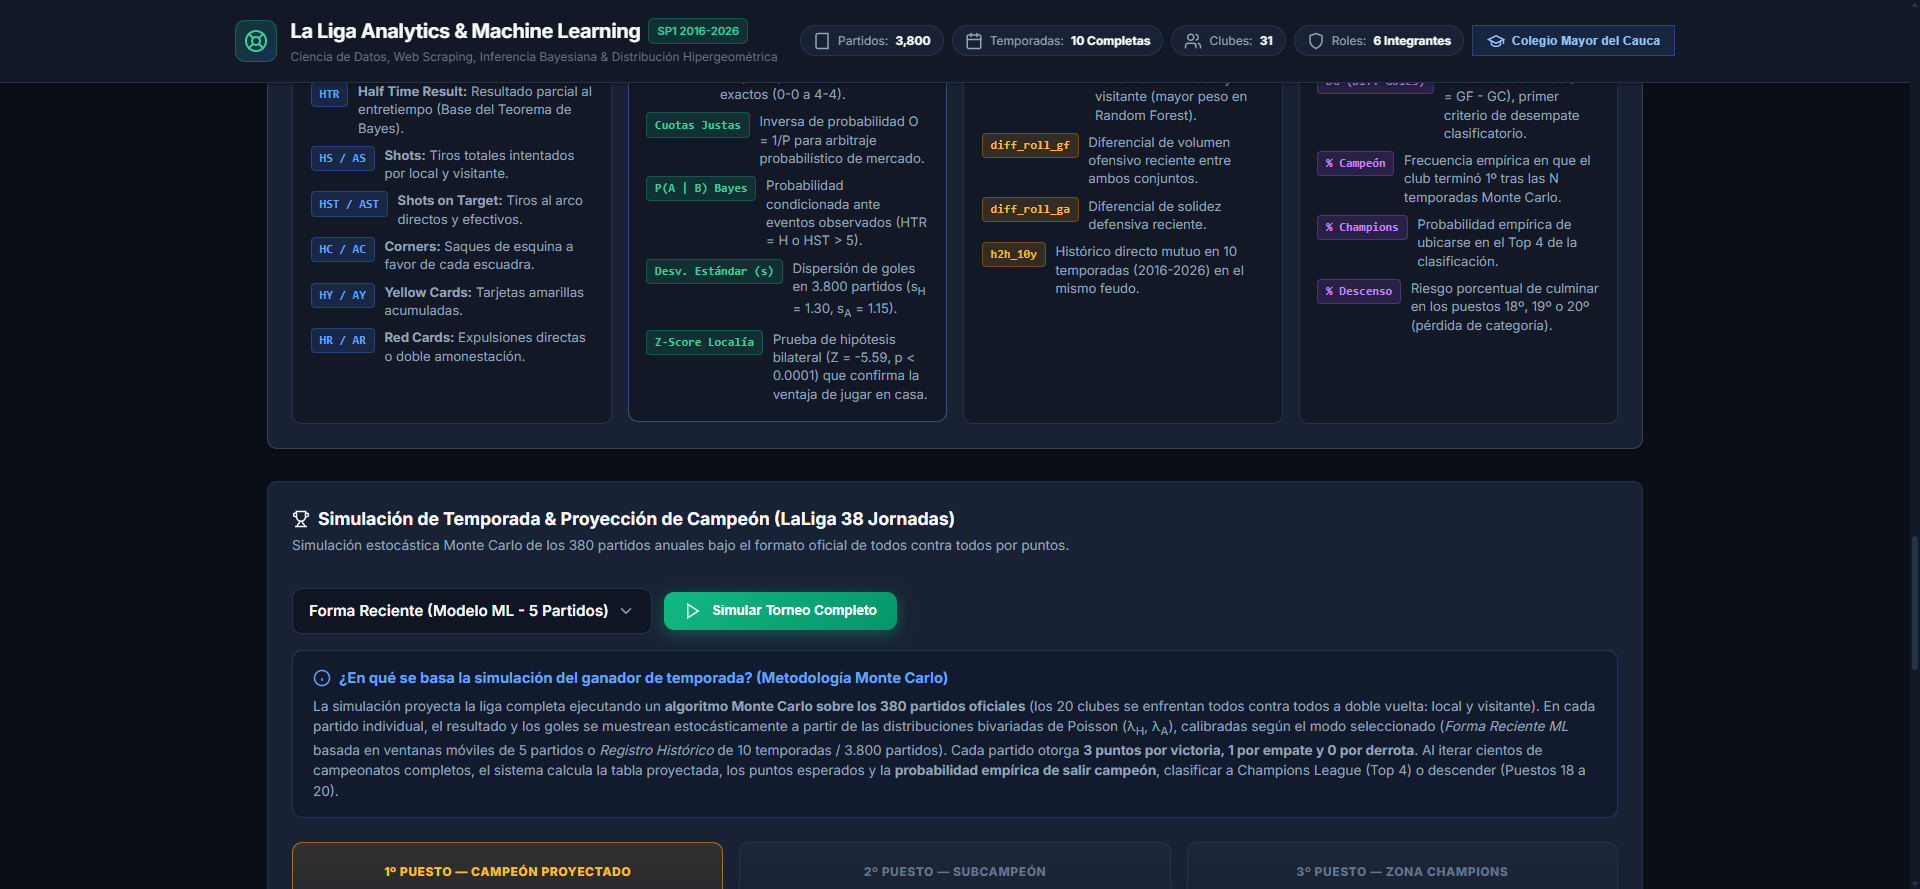 La Liga Analytics & Machine Learning
SP1 2016-2026
Ciencia de Datos, Web Scraping, Inferencia Bayesiana & Distribución Hipergeométrica
Partidos: 3,800
Temporadas: 10 Completas
Clubes: 31
Roles: 6 Integrantes
Colegio Mayor del Cauca
HTR
Half Time Result: Resultado parcial al
entretiempo (Base del Teorema de
Bayes).
HS / AS
Shots: Tiros totales intentados
por local y visitante.
HST / AST
Shots on Target: Tiros al arco
directos y efectivos.
HC / AC
Corners: Saques de esquina a
favor de cada escuadra.
HY / AY
Yellow Cards: Tarjetas amarillas
acumuladas.
HR / AR
Red Cards: Expulsiones directas
o doble amonestación.
exactos (0-0 a 4-4).
Cuotas Justas
Inversa de probabilidad O
= 1/P para arbitraje
probabilístico de mercado.
P(A | B) Bayes
Probabilidad
condicionada ante
eventos observados (HTR
= H o HST > 5).
Desv. Estándar (s)
Dispersión de goles
en 3.800 partidos (sH
= 1.30, sA = 1.15).
Z-Score Localía
Prueba de hipótesis
bilateral (Z = -5.59, p <
0.0001) que confirma la
ventaja de jugar en casa.
visitante (mayor peso en
Random Forest).
diff_roll_gf
Diferencial de volumen
ofensivo reciente entre
ambos conjuntos.
diff_roll_ga
Diferencial de solidez
defensiva reciente.
h2h_10y
Histórico directo mutuo en 10
temporadas (2016-2026) en el
mismo feudo.
= GF - GC), primer
criterio de desempate
clasificatorio.
% Campeón
Frecuencia empírica en que el
club terminó 1º tras las N
temporadas Monte Carlo.
% Champions
Probabilidad empírica de
ubicarse en el Top 4 de la
clasificación.
% Descenso
Riesgo porcentual de culminar
en los puestos 18º, 19º o 20º
(pérdida de categoría).
Simulación de Temporada & Proyección de Campeón (LaLiga 38 Jornadas)
Simulación estocástica Monte Carlo de los 380 partidos anuales bajo el formato oficial de todos contra todos por puntos.
Forma Reciente (Modelo ML - 5 Partidos)
Simular Torneo Completo
¿En qué se basa la simulación del ganador de temporada? (Metodología Monte Carlo)
La simulación proyecta la liga completa ejecutando un algoritmo Monte Carlo sobre los 380 partidos oficiales (los 20 clubes se enfrentan todos contra todos a doble vuelta: local y visitante). En cada
partido individual, el resultado y los goles se muestrean estocásticamente a partir de las distribuciones bivariadas de Poisson (λH, λA), calibradas según el modo seleccionado (Forma Reciente ML
basada en ventanas móviles de 5 partidos o Registro Histórico de 10 temporadas / 3.800 partidos). Cada partido otorga 3 puntos por victoria, 1 por empate y 0 por derrota. Al iterar cientos de
campeonatos completos, el sistema calcula la tabla proyectada, los puntos esperados y la probabilidad empírica de salir campeón, clasificar a Champions League (Top 4) o descender (Puestos 18 a
20).
1º PUESTO — CAMPEÓN PROYECTADO
2º PUESTO — SUBCAMPEÓN
3º PUESTO — ZONA CHAMPIONS